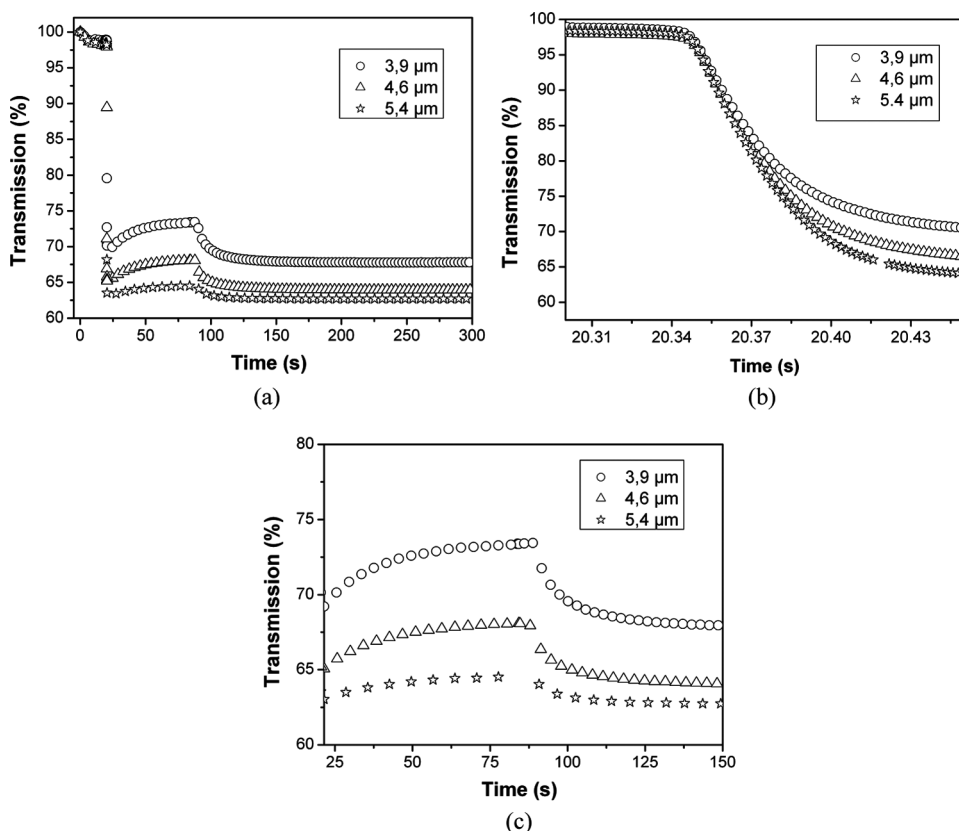 100
95
90
85
80
75
70
65
60
0 50 100 150 200 250 300
Transmission (%)
Time (s)
3,9 µm
4,6 µm
5,4 µm
(a)
100
95
90
85
80
75
70
65
60
20.31 20.34 20.37 20.40 20.43
Transmission (%)
Time (s)
3,9 µm
4,6 µm
5.4 µm
(b)
80
75
70
65
60
25 50 75 100 125 150
Transmission (%)
Time (s)
3,9 µm
4,6 µm
5,4 µm
(c)